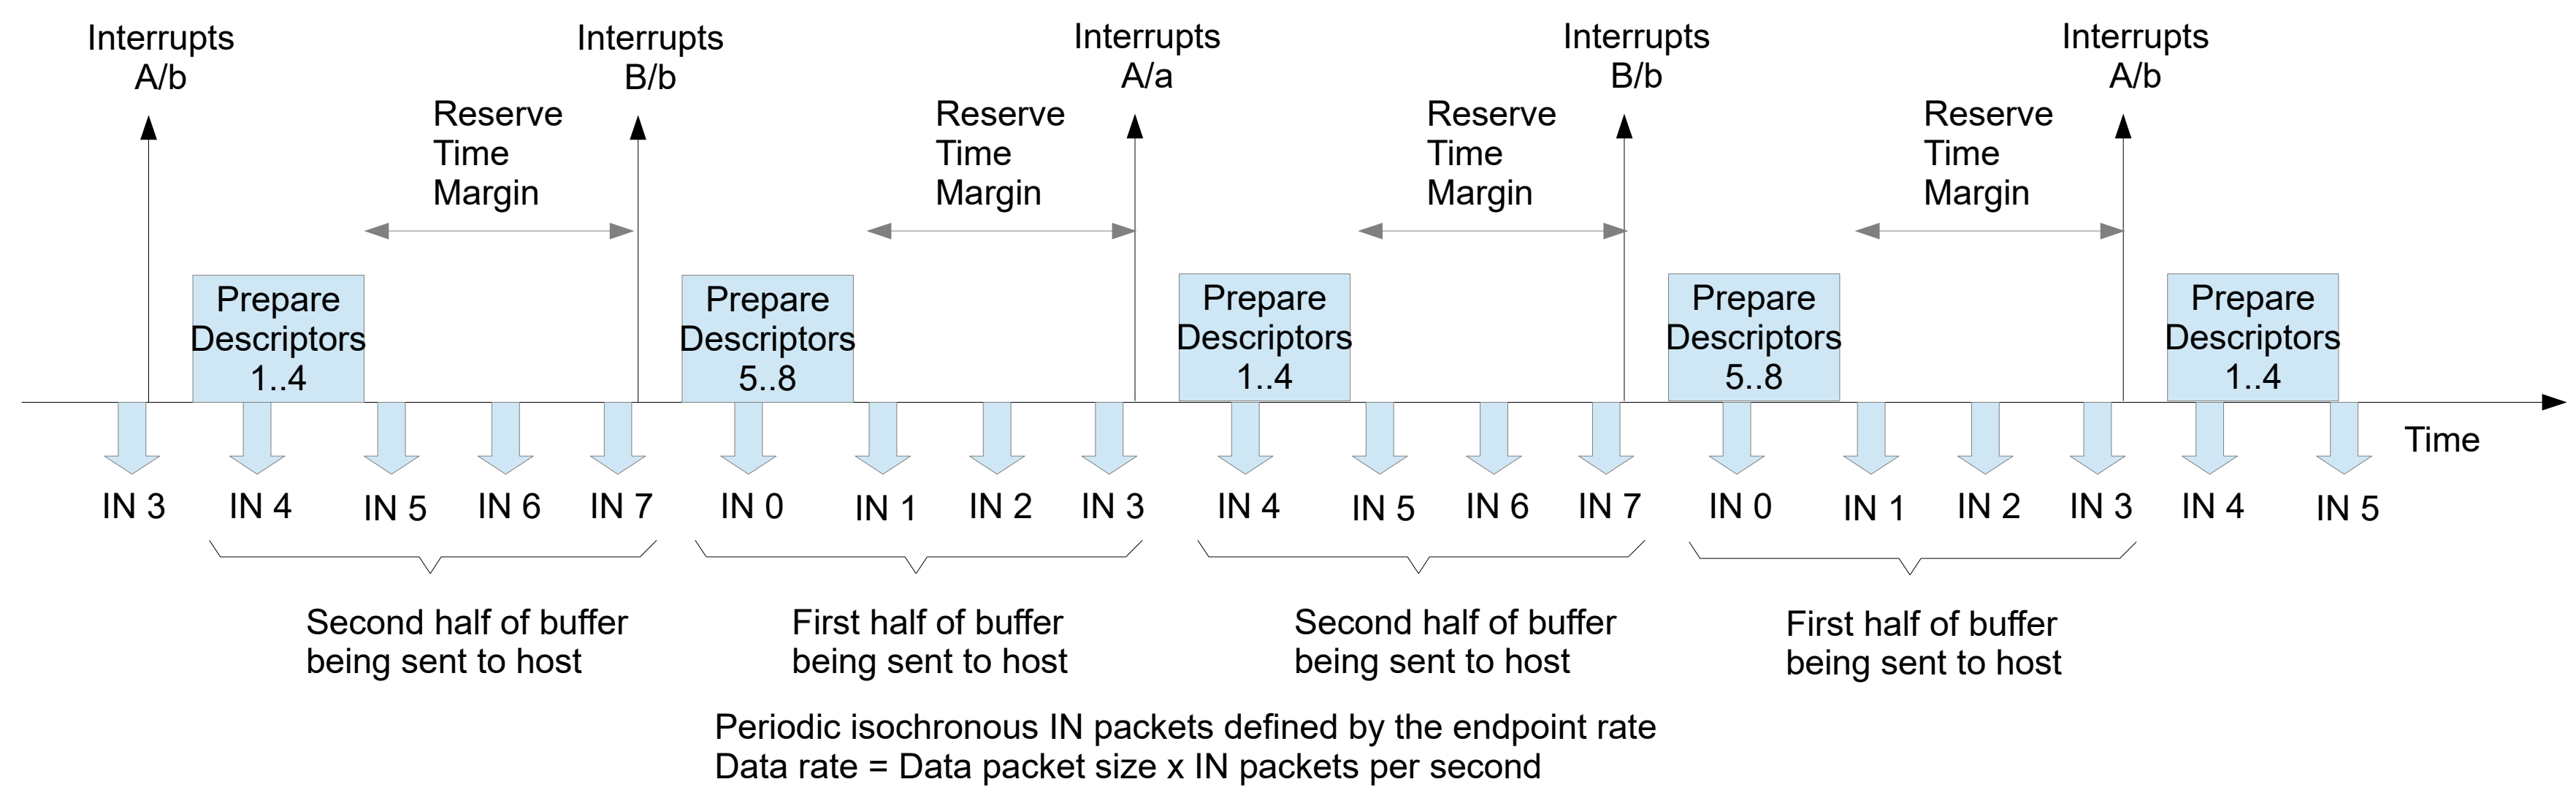 Interrupts
A/b
Interrupts
B/b
Interrupts
A/a
Interrupts
B/b
Interrupts
A/b
Reserve
Time
Margin
Reserve
Time
Margin
Reserve
Time
Margin
Reserve
Time
Margin
Prepare
Descriptors
1..4
Prepare
Descriptors
5..8
Prepare
Descriptors
1..4
Prepare
Descriptors
5..8
Prepare
Descriptors
1..4
Time
IN 3
IN 4
IN 5
IN 6
IN 7
IN 0
IN 1
IN 2
IN 3
IN 4
IN 5
IN 6
IN 7
IN 0
IN 1
IN 2
IN 3
IN 4
IN 5
Second half of buffer
being sent to host
First half of buffer
being sent to host
Second half of buffer
being sent to host
First half of buffer
being sent to host
Periodic isochronous IN packets defined by the endpoint rate
Data rate = Data packet size x IN packets per second